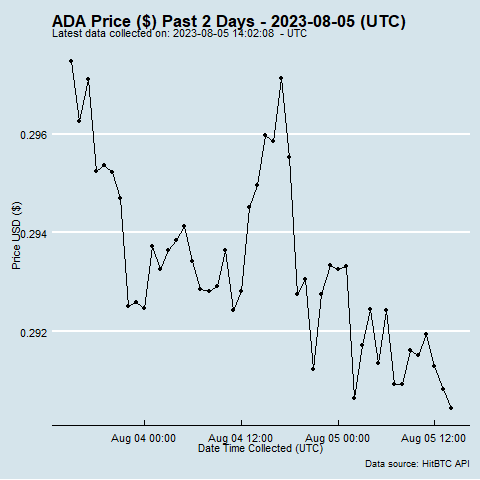 ADA Price ($) Past 2 Days - 2023-08-05 (UTC)
Latest data collected on: 2023-08-05 14:02:08  - UTC
0.296
0.294
0.292
Price USD ($)
Aug 04 00:00
Aug 04 12:00
Aug 05 00:00
Aug 05 12:00
Date Time Collected (UTC)
Data source: HitBTC API